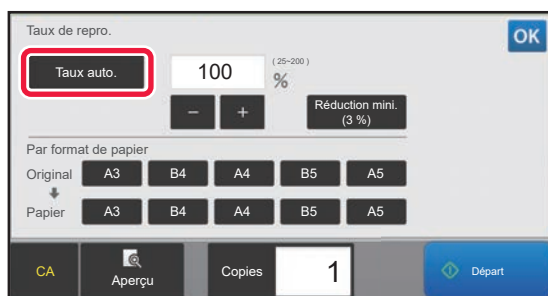 Taux de repro.
OK
Taux auto.
100
(25~200)
%
−
+
Réduction mini.
(3 %)
Par format de papier
Original
A3
B4
A4
B5
A5
Papier
A3
B4
A4
B5
A5
CA
Aperçu
Copies
1
Départ